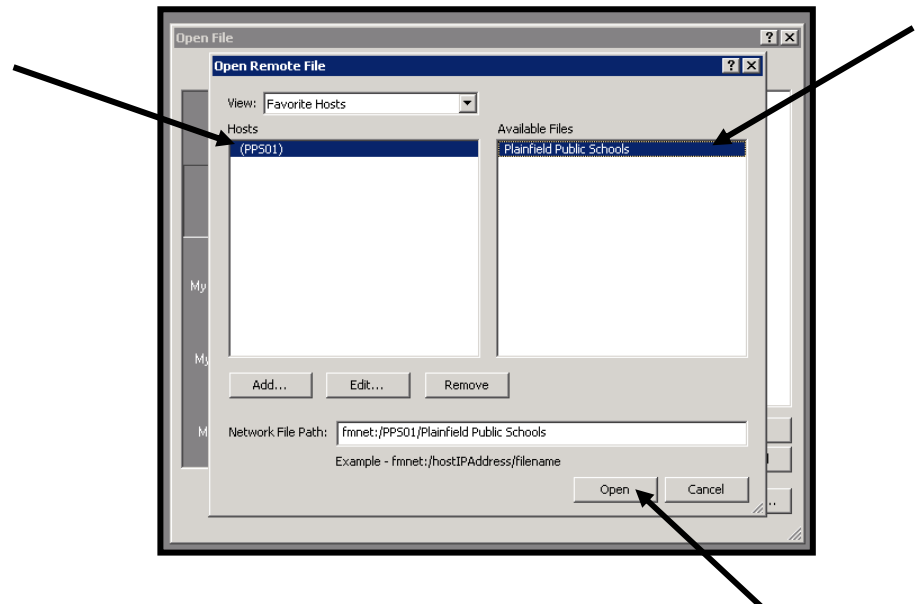 Open File
Open Remote File
View: Favorite Hosts
Hosts
Available Files
(PPS01)
Plainfield Public Schools
My
My
M
Add...
Edit...
Remove
Network File Path: fmnet:/PPS01/Plainfield Public Schools
Example - fmnet:/hostIPAddress/filename
Open
Cancel